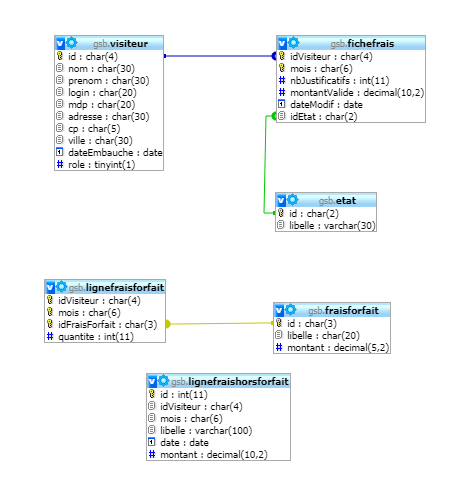 gsb.visiteur
id : char(4)
nom : char(30)
prenom : char(30)
login : char(20)
mdp : char(20)
adresse : char(30)
cp : char(5)
ville : char(30)
dateEmbauche : date
role : tinyint(1)
gsb.fichefrais
idVisiteur : char(4)
mois : char(6)
nbJustificatifs : int(11)
montantValide : decimal(10,2)
dateModif : date
idEtat : char(2)
gsb.etat
id : char(2)
libelle : varchar(30)
gsb.lignefraisforfait
idVisiteur : char(4)
mois : char(6)
idFraisForfait : char(3)
quantite : int(11)
gsb.fraisforfait
id : char(3)
libelle : char(20)
montant : decimal(5,2)
gsb.lignefraishorsforfait
id : int(11)
idVisiteur : char(4)
mois : char(6)
libelle : varchar(100)
date : date
montant : decimal(10,2)